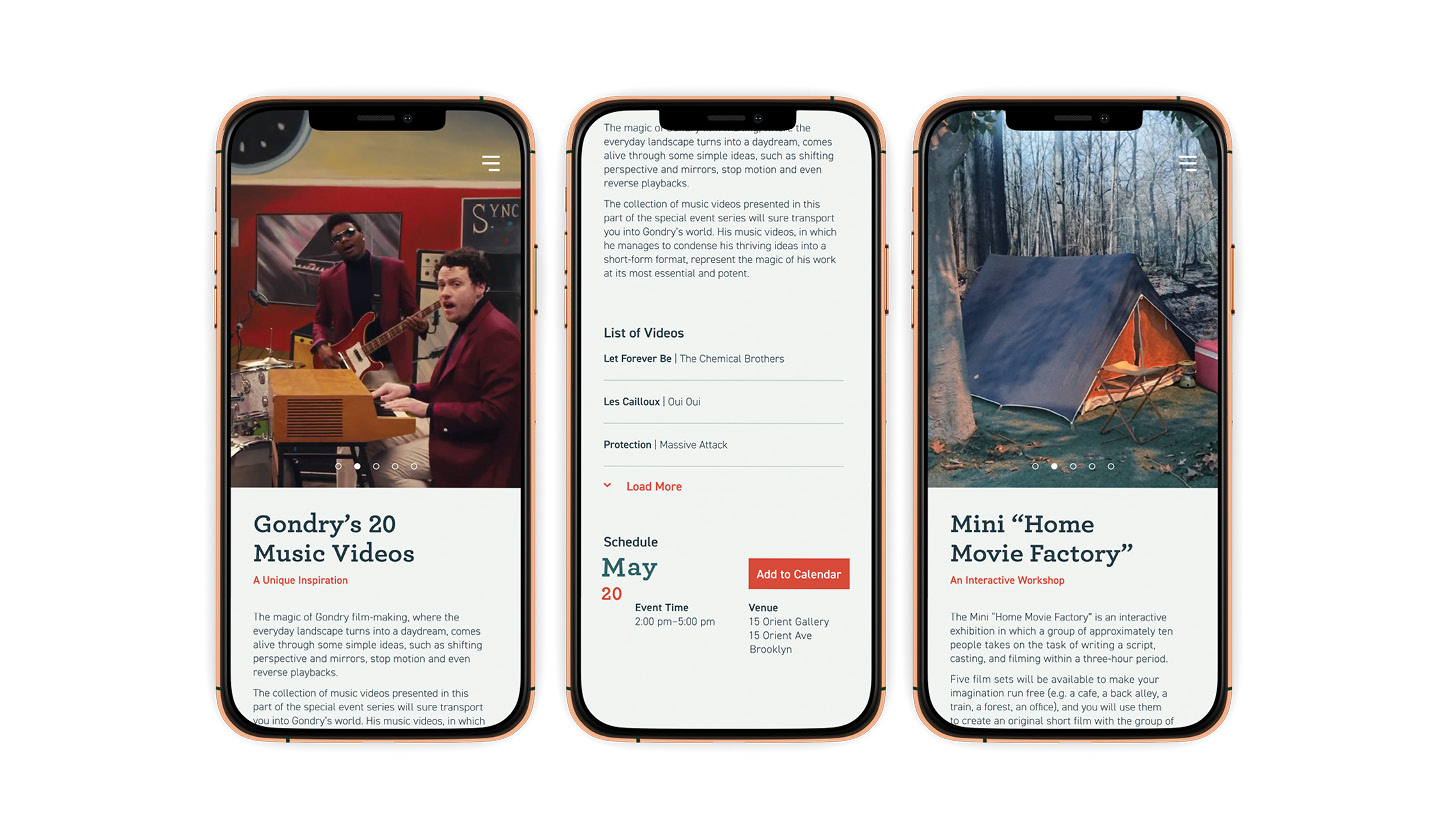 SYNC
Gondry’s 20
Music Videos
A Unique Inspiration
The magic of Gondry film-making, where the
everyday landscape turns into a daydream, comes
alive through some simple ideas, such as shifting
perspective and mirrors, stop motion and even
reverse playbacks.
The collection of music videos presented in this
part of the special event series will sure transport
you into Gondry’s world. His music videos, in which
The magic of Gondry film-making, where the
everyday landscape turns into a daydream, comes
alive through some simple ideas, such as shifting
perspective and mirrors, stop motion and even
reverse playbacks.
The collection of music videos presented in this
part of the special event series will sure transport
you into Gondry’s world. His music videos, in which
he manages to condense his thriving ideas into a
short-form format, represent the magic of his work
at its most essential and potent.
List of Videos
Let Forever Be | The Chemical Brothers
Les Cailloux | Oui Oui
Protection | Massive Attack
Load More
Schedule
May
20
Add to Calendar
Event Time
2:00 pm–5:00 pm
Venue
15 Orient Gallery
15 Orient Ave
Brooklyn
Mini “Home
Movie Factory”
An Interactive Workshop
The Mini “Home Movie Factory” is an interactive
exhibition in which a group of approximately ten
people takes on the task of writing a script,
casting, and filming within a three-hour period.
Five film sets will be available to make your
imagination run free (e.g. a cafe, a back alley, a
train, a forest, an office), and you will use them
to create an original short film with the group of